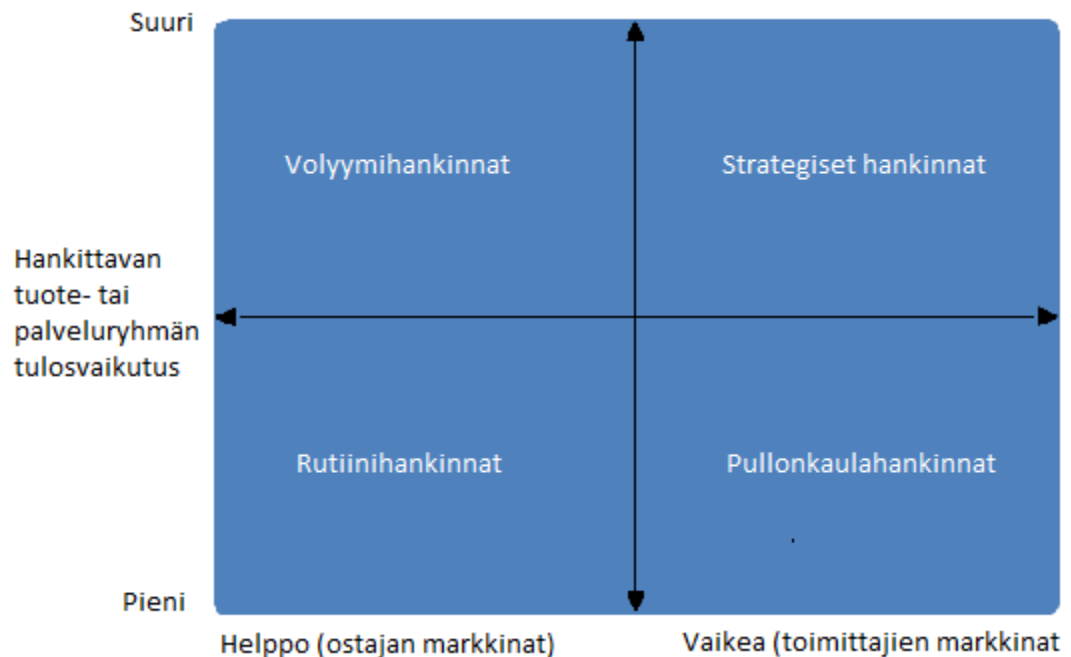 Suuri
Volyymihankinnat
Strategiset hankinnat
Hankittavan
tuote- tai
palveluryhmän
tulosvaikutus
Rutiinihankinnat
Pullonkaulahankinnat
Pieni
Helppo (ostajan markkinat)
Vaikea (toimittajien markkinat